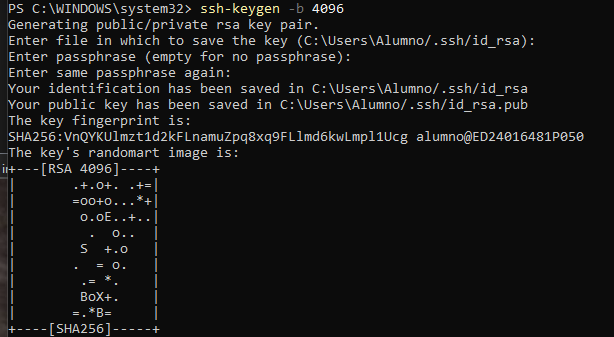 PS C:\WINDOWS\system32> ssh-keygen -b 4096
Generating public/private rsa key pair.
Enter file in which to save the key (C:\Users\Alumno/.ssh/id_rsa):
Enter passphrase (empty for no passphrase):
Enter same passphrase again:
Your identification has been saved in C:\Users\Alumno/.ssh/id_rsa
Your public key has been saved in C:\Users\Alumno/.ssh/id_rsa.pub
The key fingerprint is:
SHA256:VnQYKUlmzt1d2kFLnamuZpq8xq9FLlmd6kwLmpl1Ucg alumno@ED24016481P050
The key's randomart image is:
+---[RSA 4096]----+
|       .+.o+. .+=|
|       =oo+o...*+|
|        o.oE..+..|
|         .  o..  |
|        S  +.o   |
|       .  = o.   |
|        .= *.    |
|        BoX+.    |
|       =.*B=     |
+----[SHA256]-----+